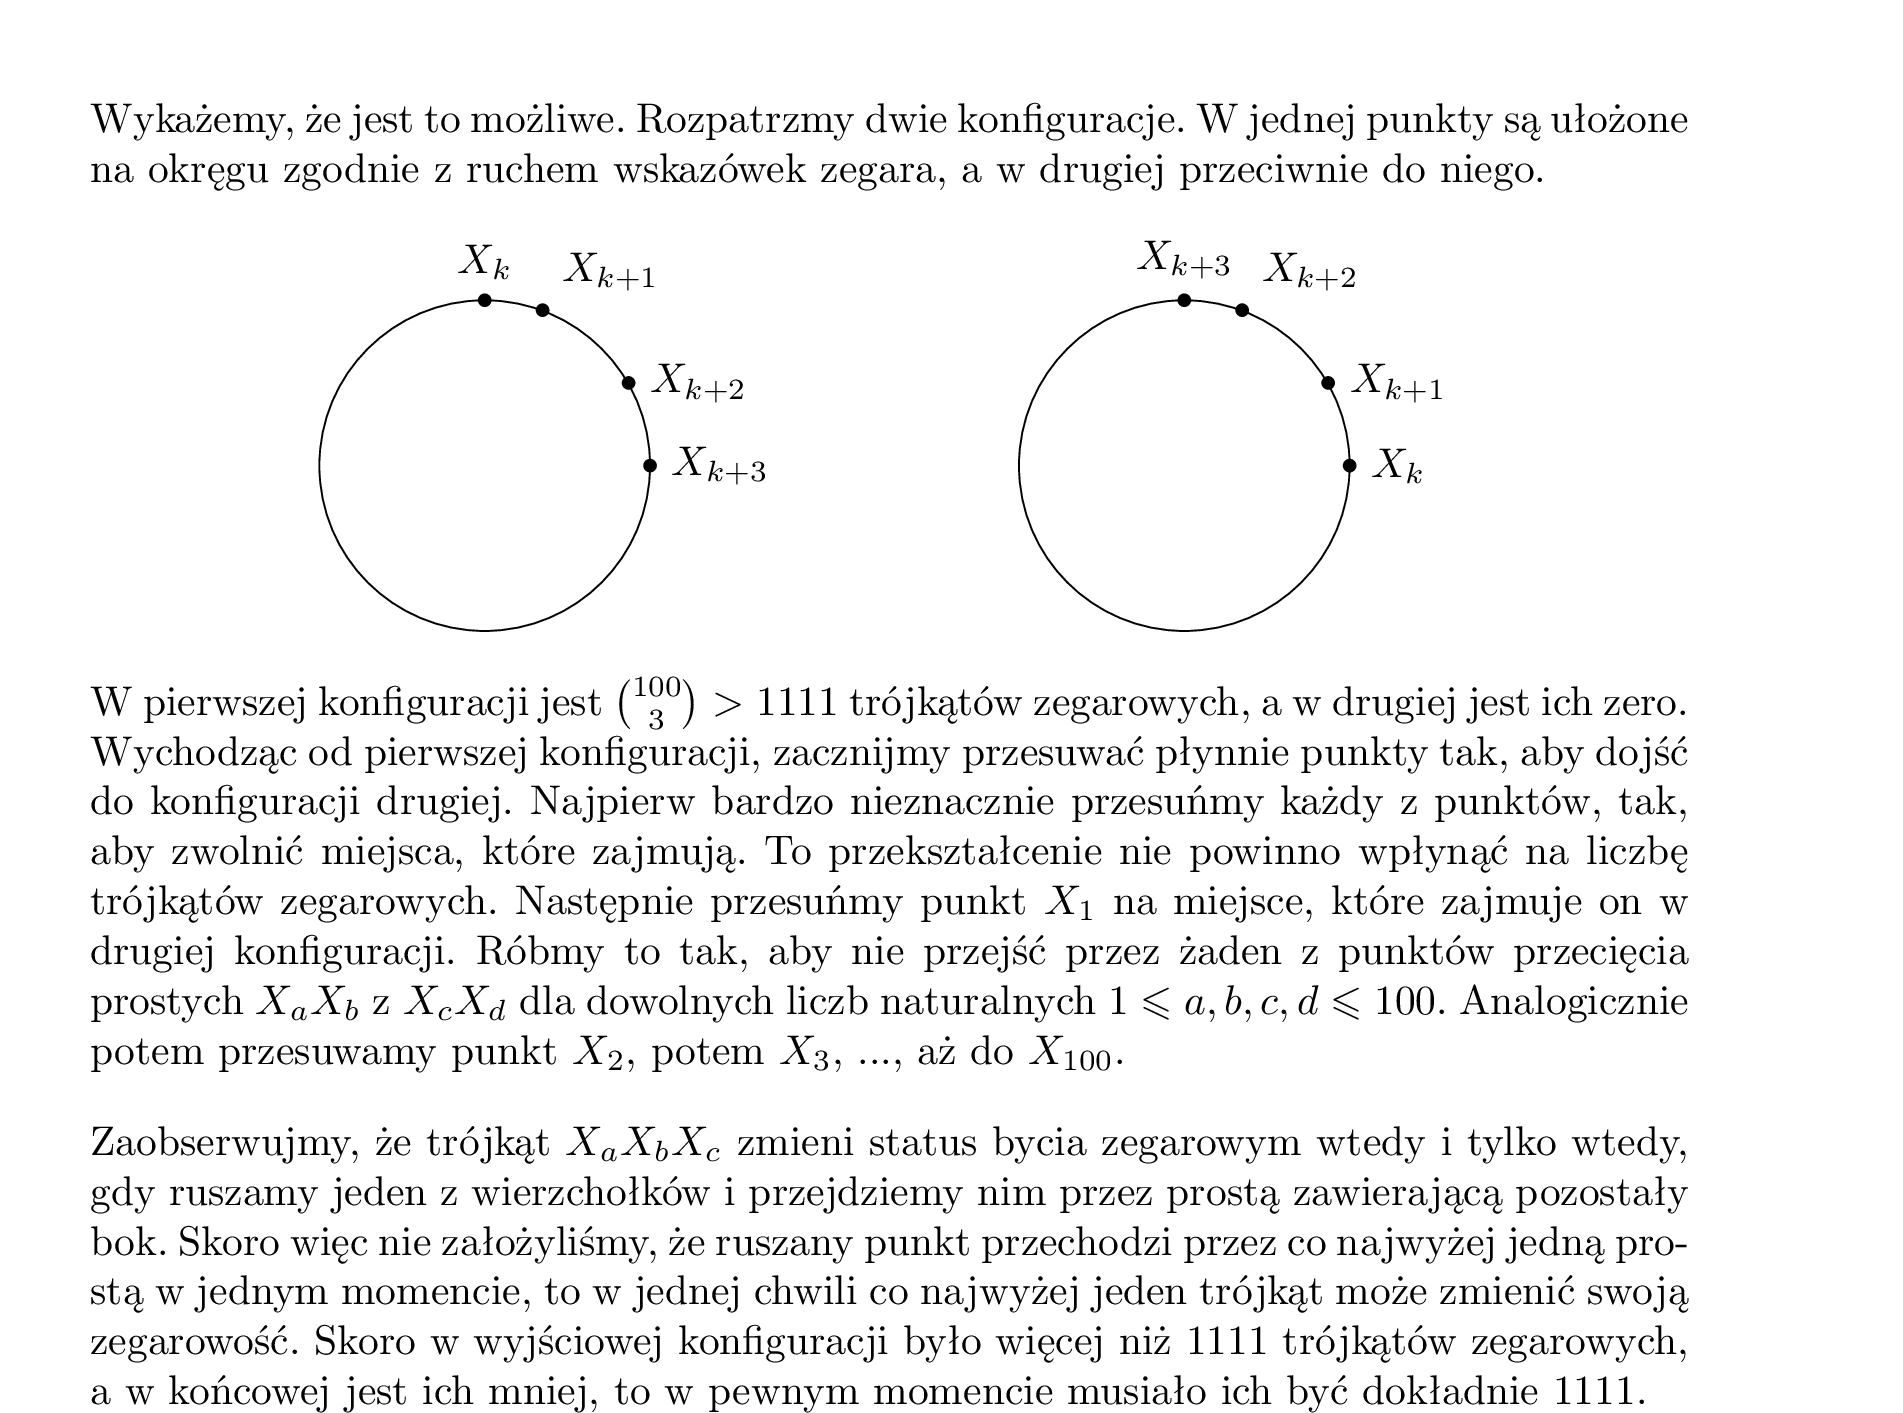 Wykażemy, że jest to możliwe. Rozpatrzmy dwie konfiguracje. W jednej punkty są ułożone
na okręgu zgodnie z ruchem wskazówek zegara, a w drugiej przeciwnie do niego.
X_k X_{k+1} X_{k+3} X_{k+2}
X_{k+2} X_{k+1}
X_{k+3} X_k
W pierwszej konfiguracji jest \binom{100}{3} > 1111 trójkątów zegarowych, a w drugiej jest ich zero.
Wychodząc od pierwszej konfiguracji, zacznijmy przesuwać płynnie punkty tak, aby dojść
do konfiguracji drugiej. Najpierw bardzo nieznacznie przesuńmy każdy z punktów, tak,
aby zwolnić miejsca, które zajmują. To przekształcenie nie powinno wpłynąć na liczbę
trójkątów zegarowych. Następnie przesuńmy punkt X_1 na miejsce, które zajmuje on w
drugiej konfiguracji. Róbmy to tak, aby nie przejść przez żaden z punktów przecięcia
prostych X_aX_b z X_cX_d dla dowolnych liczb naturalnych 1 ⩽ a, b, c, d ⩽ 100. Analogicznie
potem przesuwamy punkt X_2, potem X_3, ..., aż do X_{100}.
Zaobserwujmy, że trójkąt X_aX_bX_c zmieni status bycia zegarowym wtedy i tylko wtedy,
gdy ruszamy jeden z wierzchołków i przejdziemy nim przez prostą zawierającą pozostały
bok. Skoro więc nie założyliśmy, że ruszany punkt przechodzi przez co najwyżej jedną pro-
stą w jednym momencie, to w jednej chwili co najwyżej jeden trójkąt może zmienić swoją
zegarowość. Skoro w wyjściowej konfiguracji było więcej niż 1111 trójkątów zegarowych,
a w końcowej jest ich mniej, to w pewnym momencie musiało ich być dokładnie 1111.